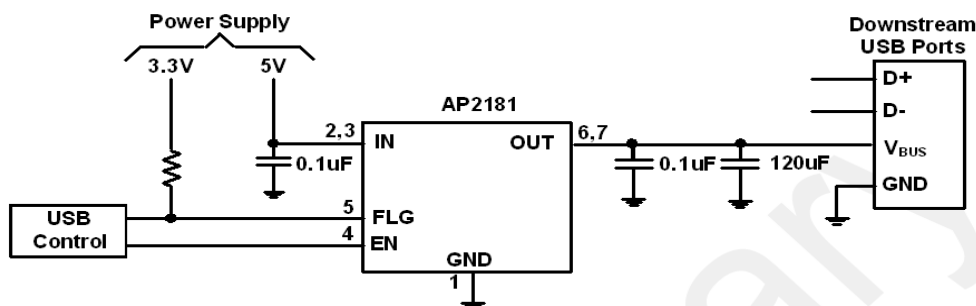 Power Supply
3.3V 5V
Downstream
USB Ports
D+
D-
VBUS
GND
AP2181
2,3 IN OUT 6,7
0.1uF 0.1uF 120uF
USB
Control
5 FLG
4 EN
GND
1